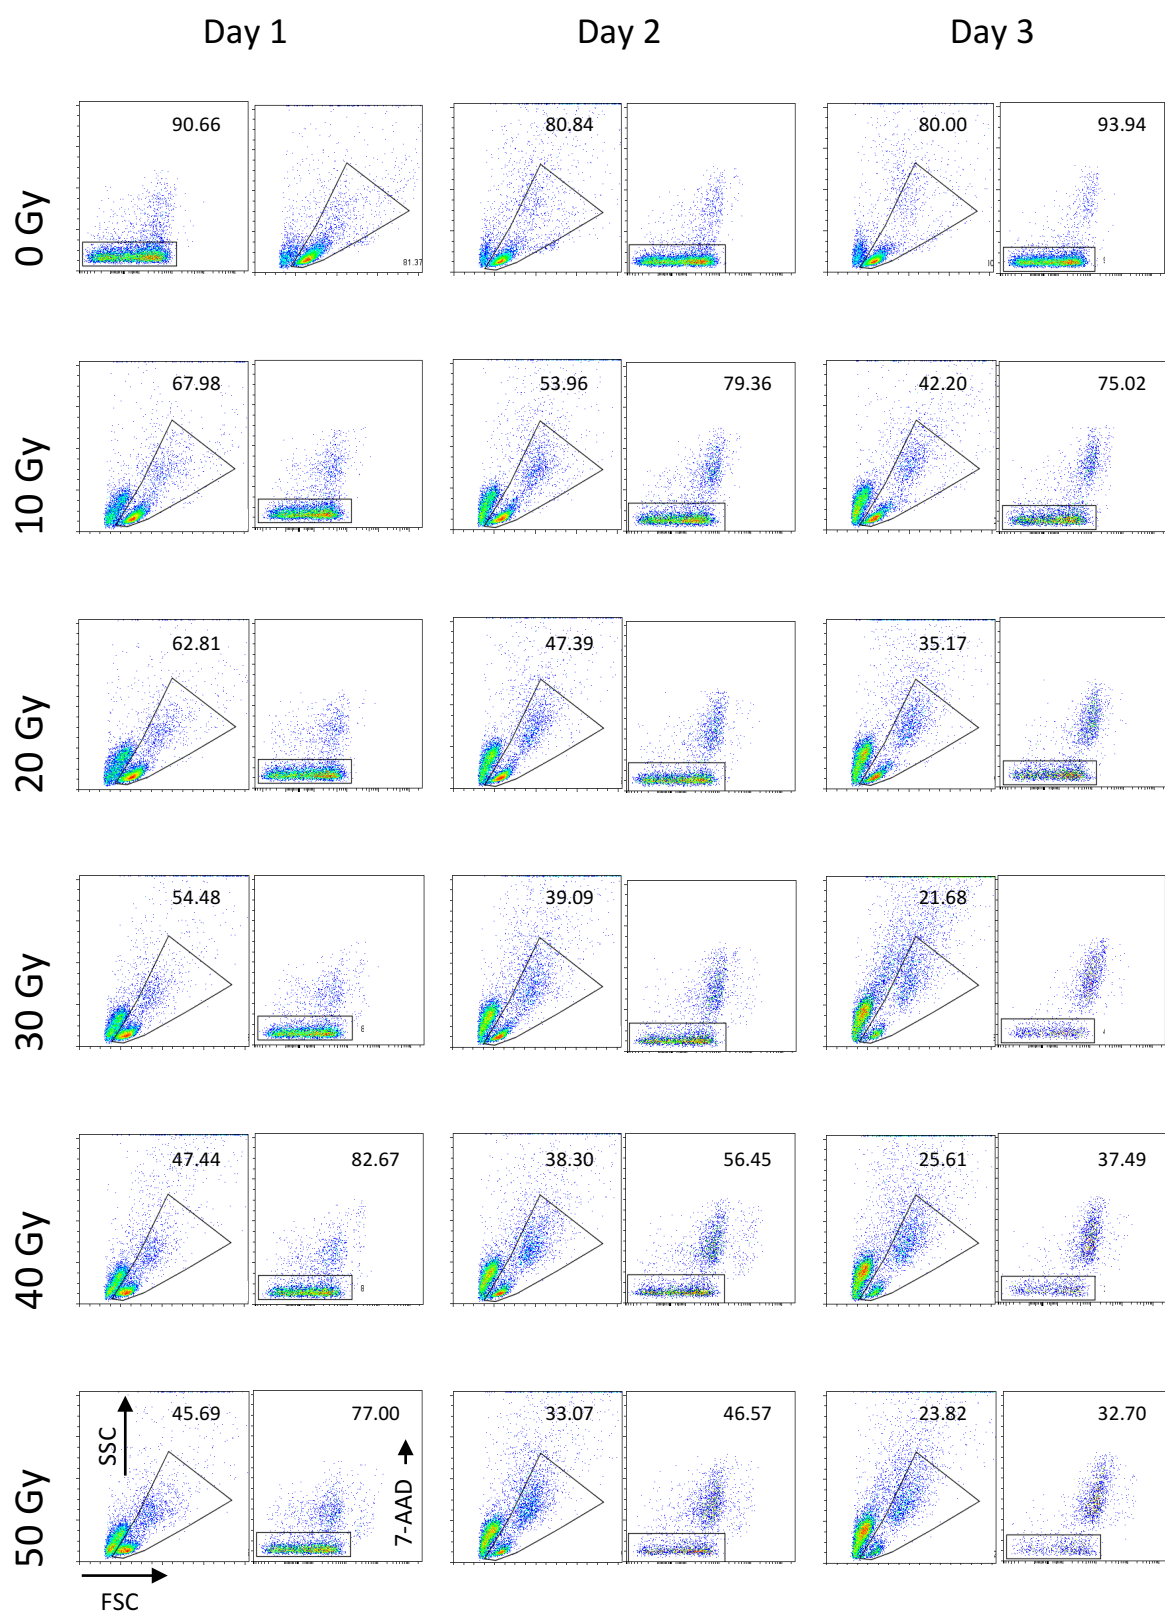 Day 1 Day 2 Day 3
0 Gy 90.66 81.37 80.84 80.00 93.94
10 Gy 67.98 53.96 79.36 42.20 75.02
20 Gy 62.81 47.39 35.17
30 Gy 54.48 8 39.09 21.68
40 Gy 47.44 82.67 8 38.30 56.45 25.61 37.49
50 Gy SSC 45.69 77.00 7-AAD 33.07 46.57 23.82 32.70
FSC